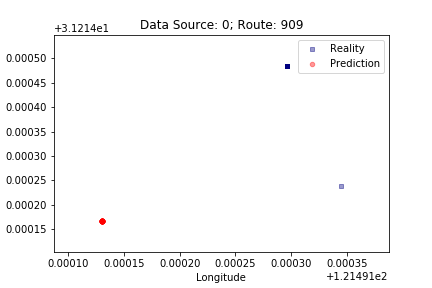 Data Source: 0; Route: 909
+3.1214e1
Reality
Prediction
0.00050
0.00045
0.00040
0.00035
0.00030
0.00025
0.00020
0.00015
0.00010 0.00015 0.00020 0.00025 0.00030 0.00035
Longitude
+1.21491e2